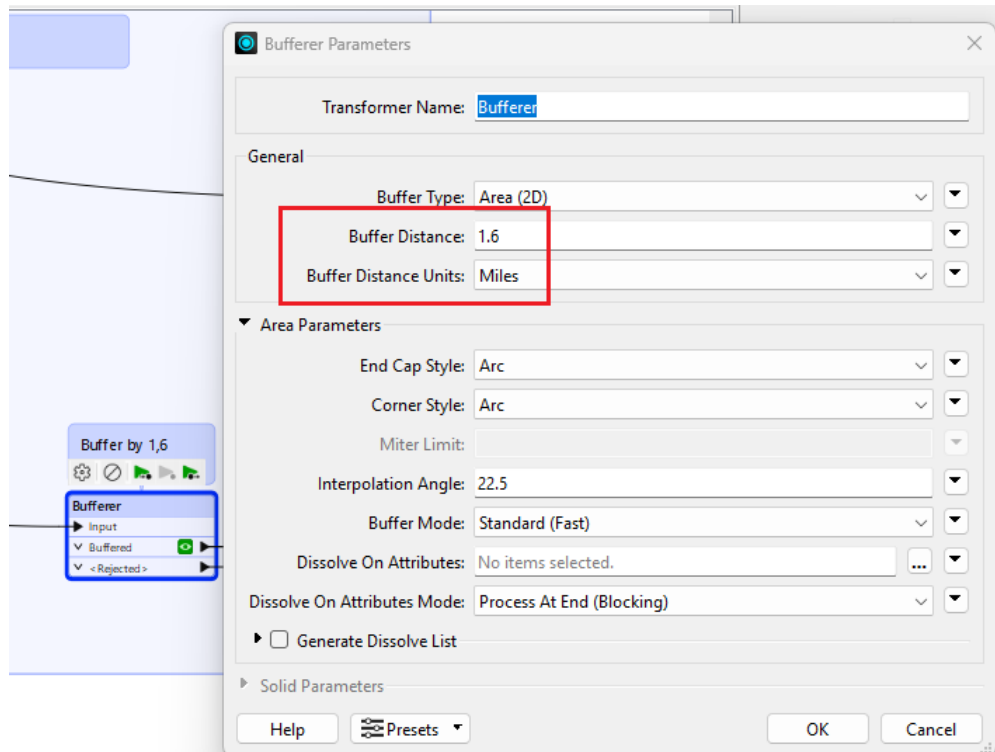 Bufferer Parameters
Transformer Name: Bufferer
General
Buffer Type: Area (2D)
Buffer Distance: 1.6
Buffer Distance Units: Miles
Area Parameters
End Cap Style: Arc
Corner Style: Arc
Miter Limit:
Interpolation Angle: 22.5
Buffer Mode: Standard (Fast)
Dissolve On Attributes: No items selected. ...
Dissolve On Attributes Mode: Process At End (Blocking)
Generate Dissolve List
Solid Parameters
Help Presets OK Cancel
Buffer by 1,6
Bufferer
Input
Buffered
<Rejected>